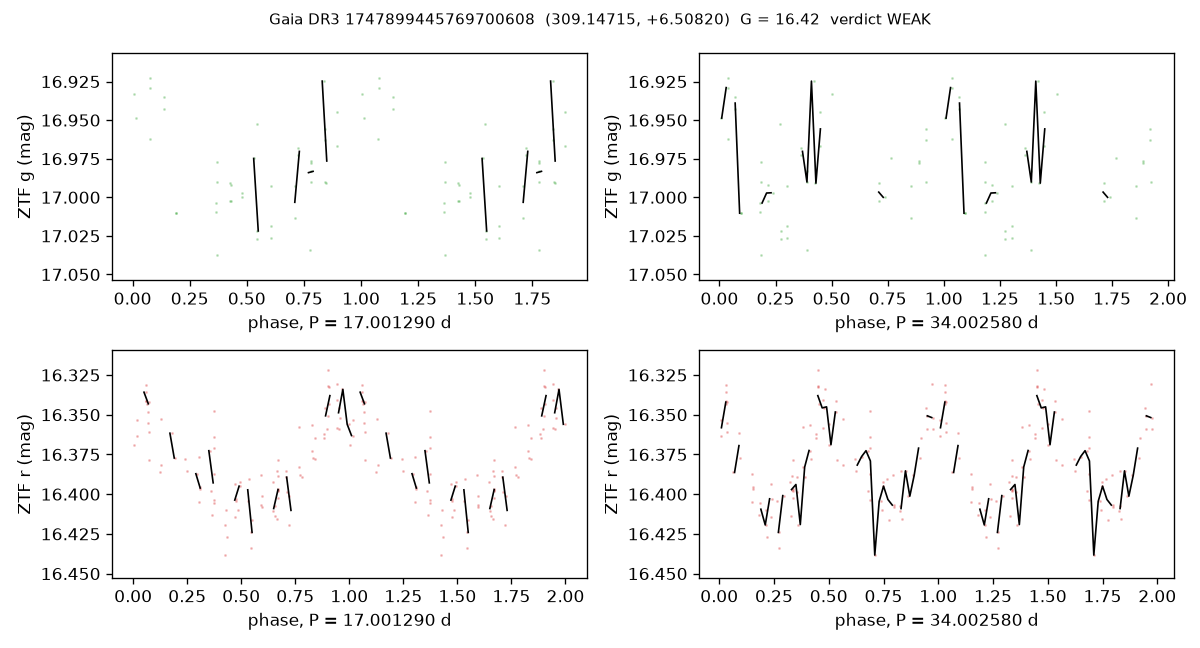 Gaia DR3 1747899445769700608  (309.14715, +6.50820)  G = 16.42  verdict WEAK
ZTF g (mag)
16.925
16.950
16.975
17.000
17.025
17.050
0.00 0.25 0.50 0.75 1.00 1.25 1.50 1.75
phase, P = 17.001290 d
ZTF g (mag)
16.925
16.950
16.975
17.000
17.025
17.050
0.00 0.25 0.50 0.75 1.00 1.25 1.50 1.75 2.00
phase, P = 34.002580 d
ZTF r (mag)
16.325
16.350
16.375
16.400
16.425
16.450
0.00 0.25 0.50 0.75 1.00 1.25 1.50 1.75 2.00
phase, P = 17.001290 d
ZTF r (mag)
16.325
16.350
16.375
16.400
16.425
16.450
0.00 0.25 0.50 0.75 1.00 1.25 1.50 1.75 2.00
phase, P = 34.002580 d